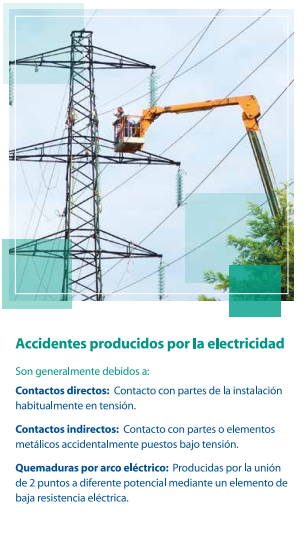 Accidentes producidos por la electricidad
Son generalmente debidos a:
Contactos directos: Contacto con partes de la instalación
habitualmente en tensión.
Contactos indirectos: Contacto con partes o elementos
metálicos accidentalmente puestos bajo tensión.
Quemaduras por arco eléctrico: Producidas por la unión
de 2 puntos a diferente potencial mediante un elemento de
baja resistencia eléctrica.